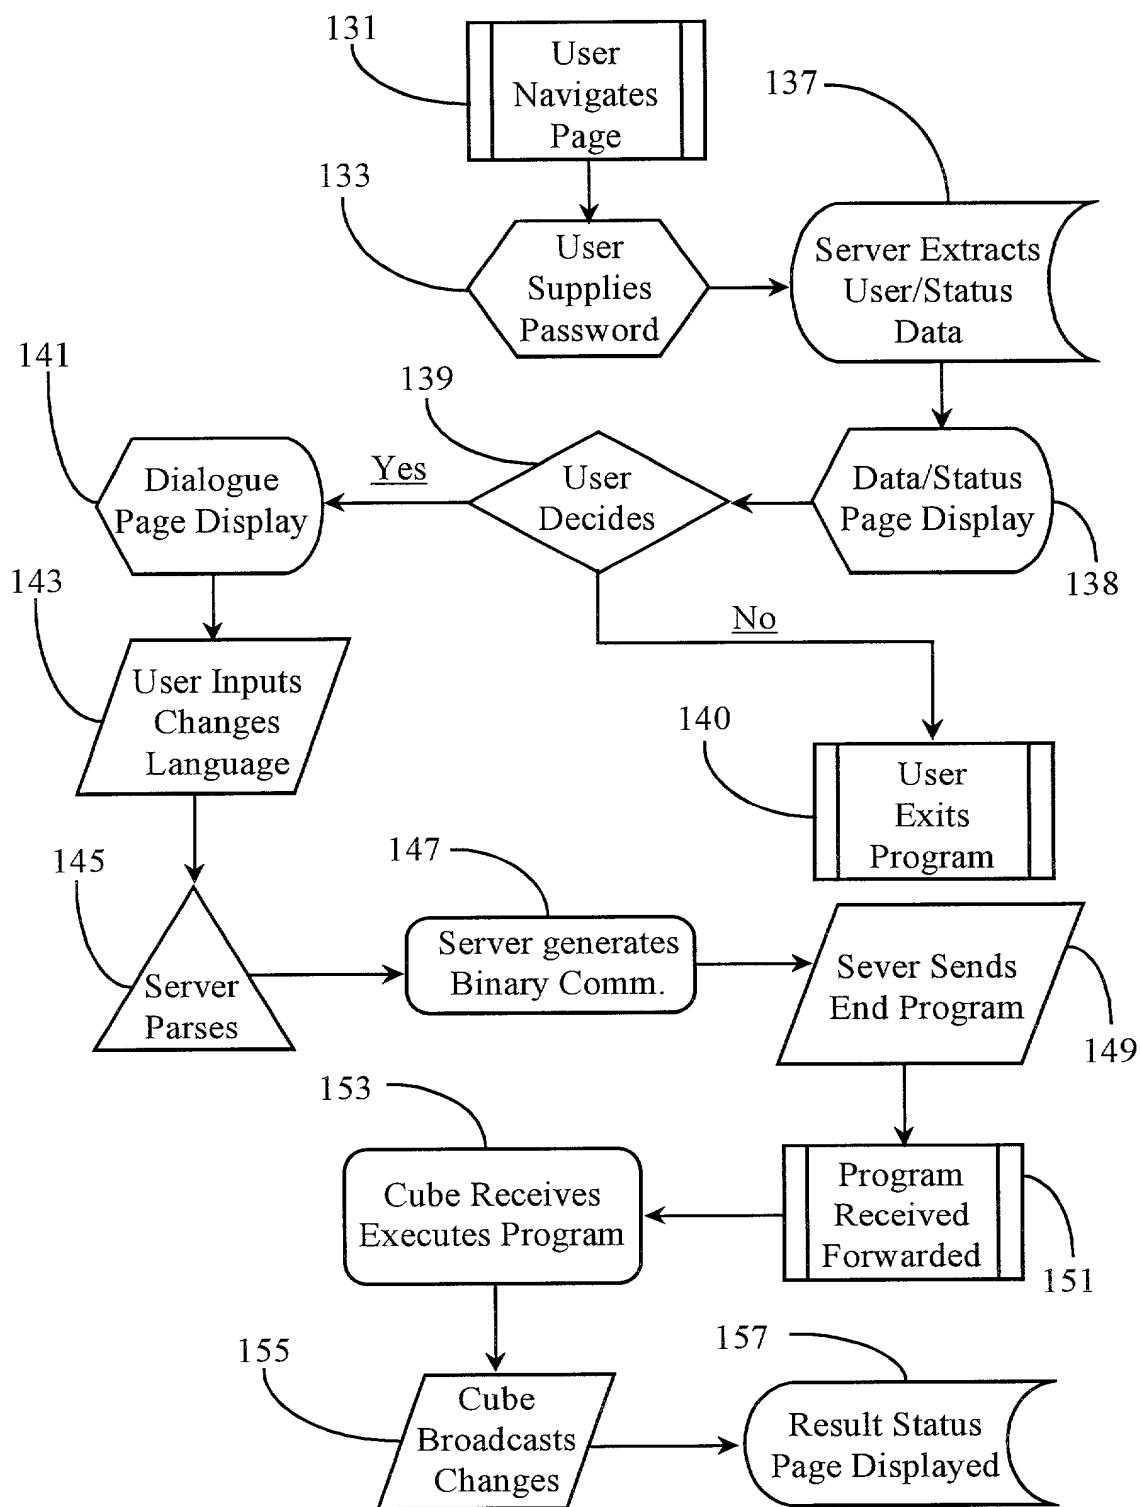 131
User
Navigates
Page
137
133
User
Supplies
Password
Server Extracts
User/Status
Data
141
139
Dialogue
Page Display
Yes
User
Decides
Data/Status
Page Display
138
143
No
User Inputs
Changes
Language
140
User
Exits
Program
145
147
Server
Parses
Server generates
Binary Comm.
Sever Sends
End Program
149
153
Program
Received
Forwarded
151
Cube Receives
Executes Program
155
157
Cube
Broadcasts
Changes
Result Status
Page Displayed